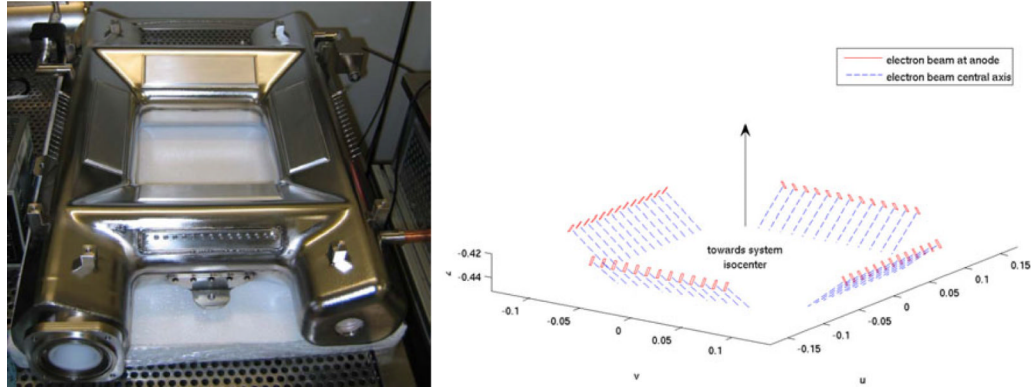 electron beam at anode
electron beam central axis
towards system
isocenter
z
-0.42
-0.44
-0.1
-0.05
0
0.05
0.1
v
-0.15
-0.1
-0.05
0
0.05
0.1
0.15
u